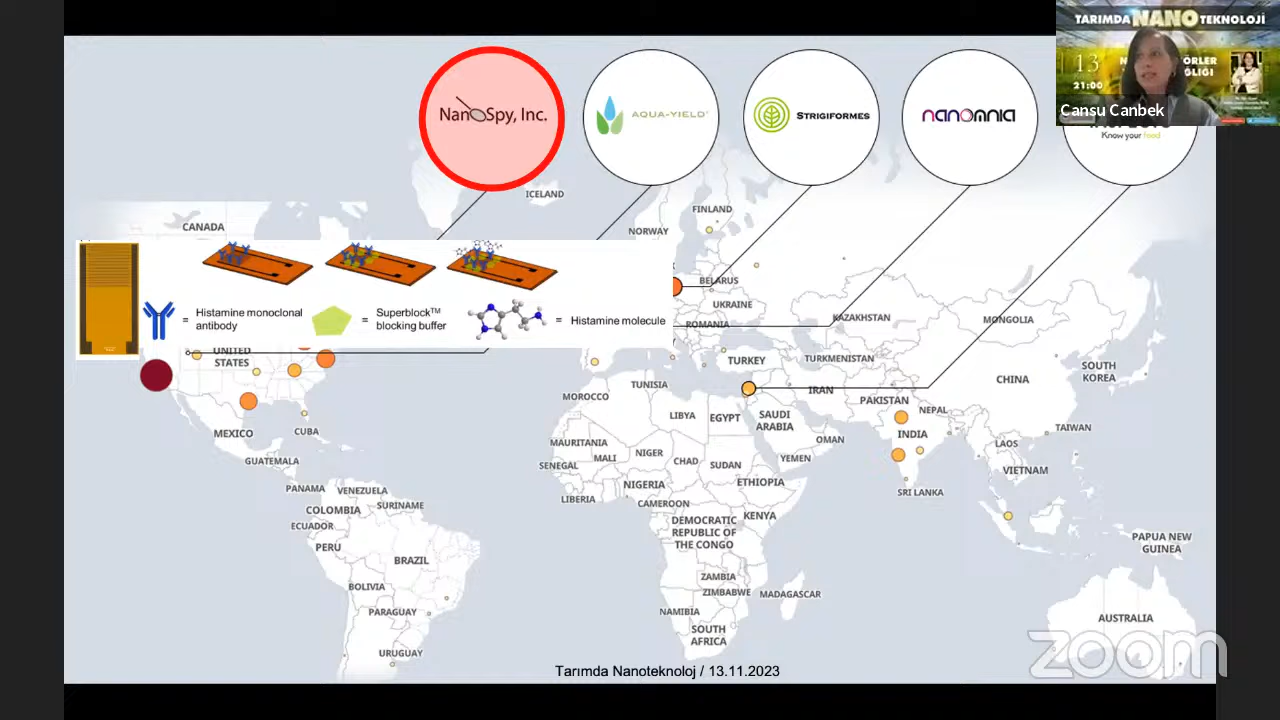 TARIMDA NANO TEKNOLOJİ
13
21:00
Cansu Canbek
Know your food
NanoSpy, Inc.
AQUA-YIELD
STRIGIFORMES
nanomnia
ICELAND
FINLAND
CANADA
NORWAY
BELARUS
UKRAINE
ROMANIA
KAZAKHSTAN
MONGOLIA
= Histamine monoclonal
antibody
= Superblock™
blocking buffer
= Histamine molecule
UNITED
STATES
TURKEY
TURKMENISTAN
SOUTH
KOREA
CHINA
TUNISIA
MOROCCO
IRAN
PAKISTAN
NEPAL
LIBYA
EGYPT
SAUDI
ARABIA
MEXICO
CUBA
TAIWAN
INDIA
OMAN
LAOS
MAURITANIA
MALI
NIGER
CHAD
SUDAN
YEMEN
GUATEMALA
SENEGAL
VIETNAM
NIGERIA
ETHIOPIA
PANAMA
VENEZUELA
SRI LANKA
LIBERIA
CAMEROON
COLOMBIA
SURINAME
KENYA
ECUADOR
DEMOCRATIC
REPUBLIC OF
THE CONGO
PERU
PAPUA NEW
GUINEA
BRAZIL
ZAMBIA
BOLIVIA
ZIMBABWE
MADAGASCAR
PARAGUAY
NAMIBIA
AUSTRALIA
SOUTH
AFRICA
URUGUAY
zoom
Tarımda Nanoteknoloj / 13.11.2023